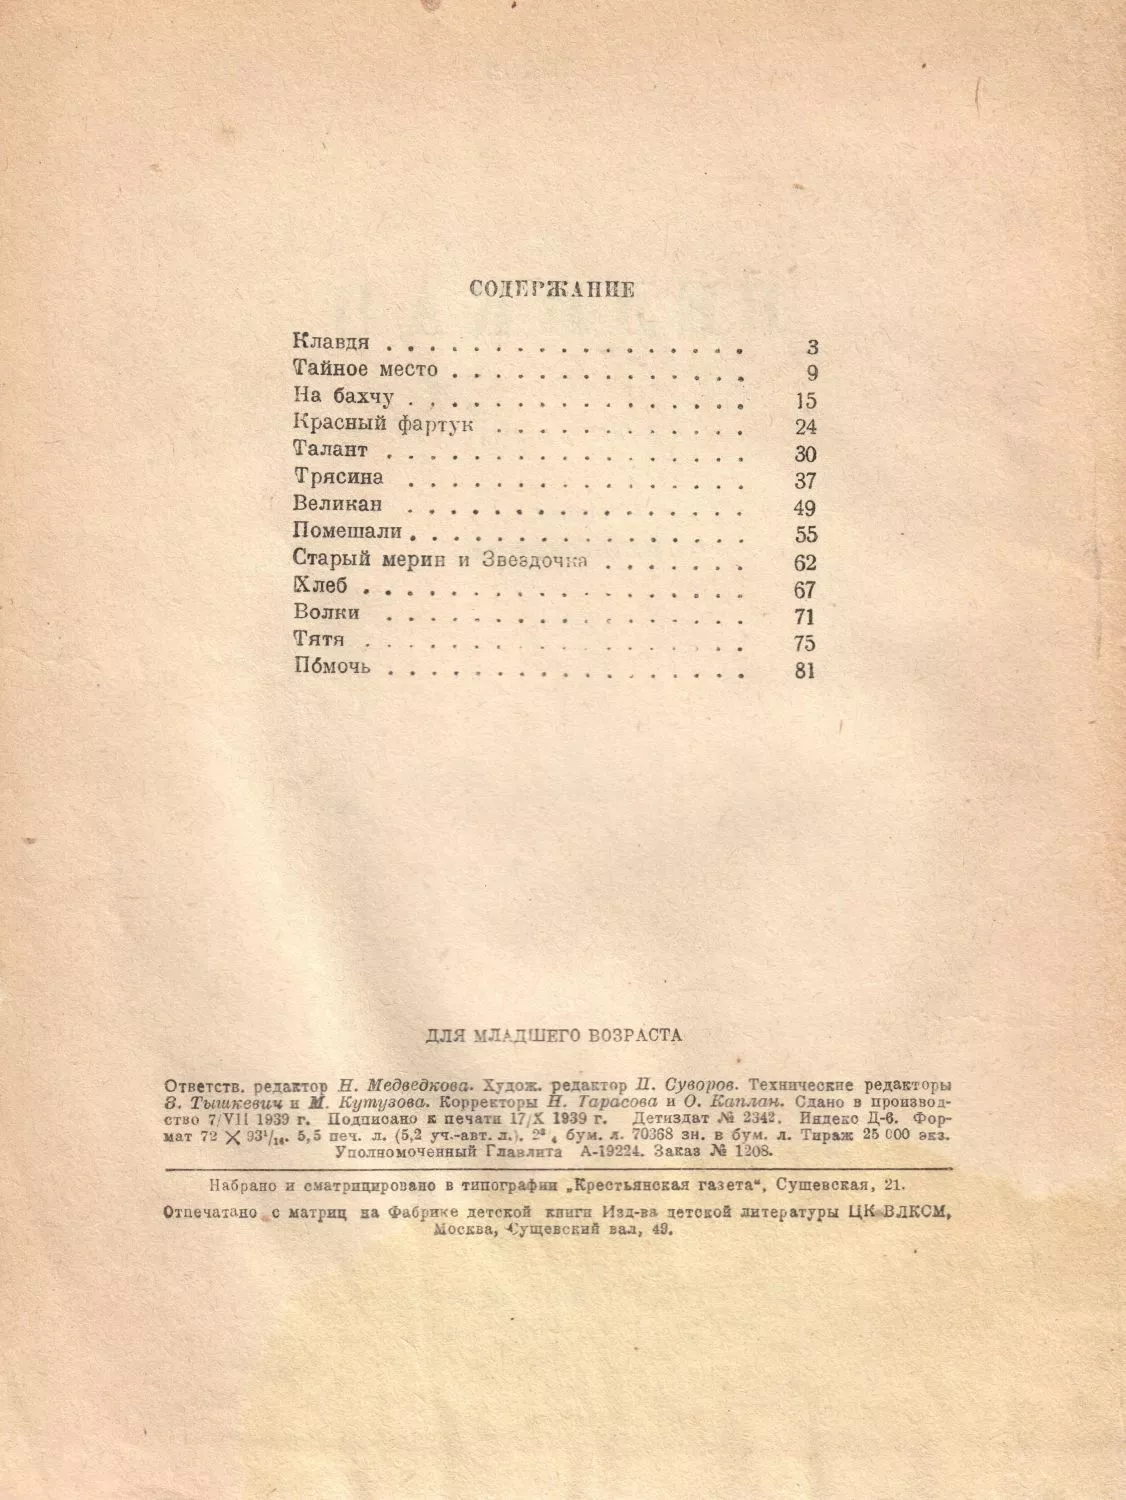 СОДЕРЖАНИЕ
Клавдя . . . . . . . . . . . . . . . . . 3
Тайное место . . . . . . . . . . . . . . 9
На бахчу . . . . . . . . . . . . . . . . 15
Красный фартук . . . . . . . . . . . . 24
Талант . . . . . . . . . . . . . . . . . 30
Трясина . . . . . . . . . . . . . . . . 37
Великан . . . . . . . . . . . . . . . . 49
Помешали . . . . . . . . . . . . . . . . 55
Старый мерин и Звездочка . . . . . . . 62
Хлеб . . . . . . . . . . . . . . . . . . 67
Волки . . . . . . . . . . . . . . . . . 71
Тятя . . . . . . . . . . . . . . . . . . 75
По́мочь . . . . . . . . . . . . . . . . . 81
ДЛЯ МЛАДШЕГО ВОЗРАСТА
Ответств. редактор Н. Медведкова. Худож. редактор П. Суворов. Технические редакторы
В. Тышкевич и М. Кутузова. Корректоры Н. Тарасова и О. Каплан. Сдано в производ-
ство 7/VII 1939 г. Подписано к печати 17/X 1939 г. Детиздат № 2342. Индекс Д-6. Фор-
мат 72 × 93¹/₁₆. 5,5 печ. л. (5,2 уч.-авт. л.). бум. л. 70368 зн. в бум. л. Тираж 25 000 экз.
Уполномоченный Главлита А-19224. Заказ № 1208.
Набрано и сматрицировано в типографии „Крестьянская газета“, Сущевская, 21.
Отпечатано с матриц на Фабрике детской книги Изд-ва детской литературы ЦК ВЛКСМ,
Москва, Сущевский вал, 49.